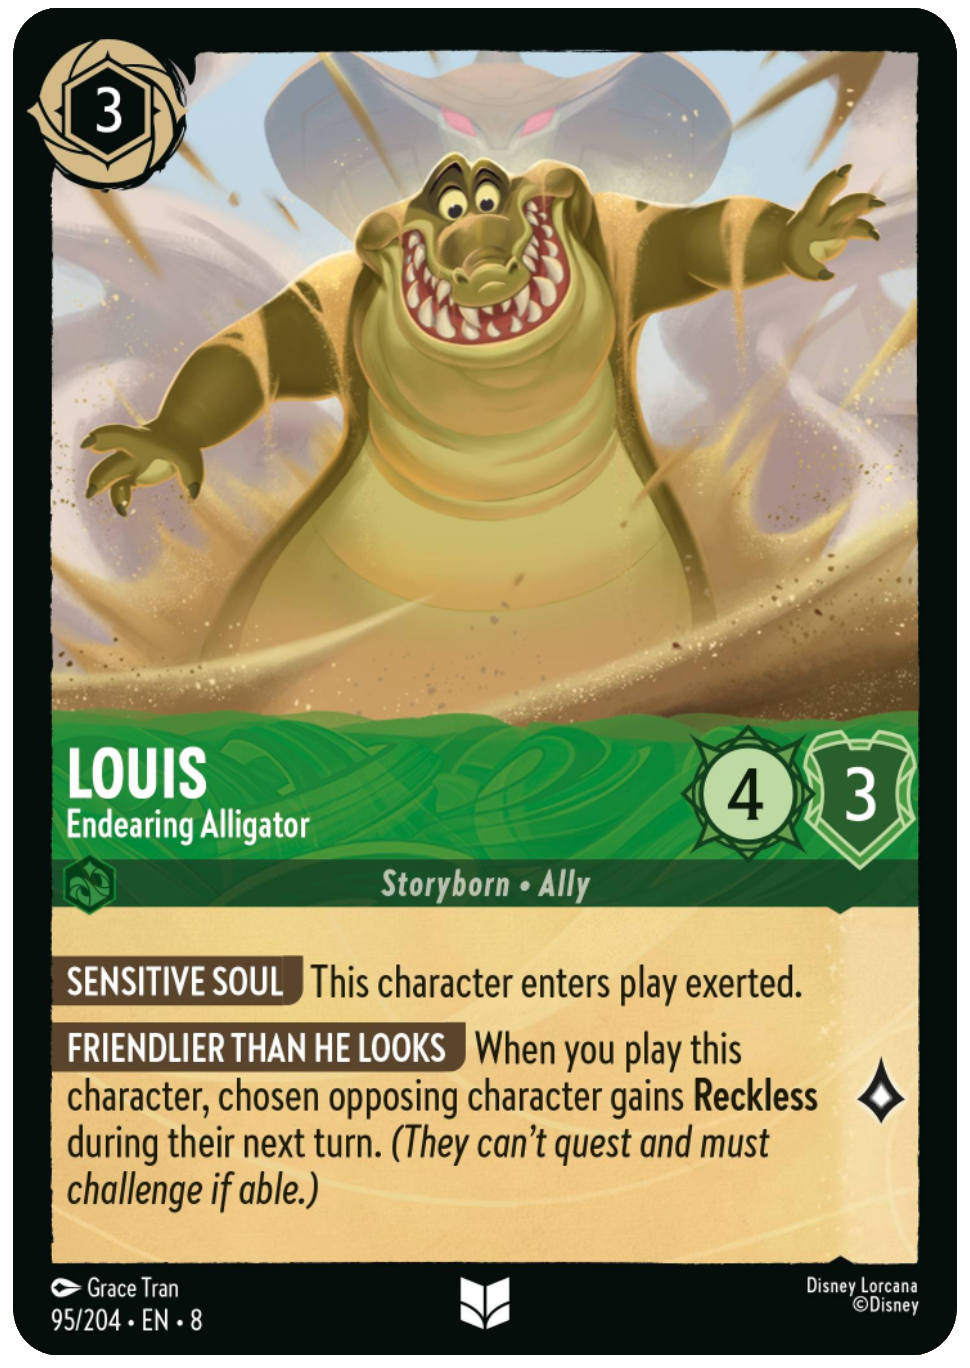 3
LOUIS
Endearing Alligator
4
3
Storyborn • Ally
SENSITIVE SOUL This character enters play exerted.
FRIENDLIER THAN HE LOOKS When you play this
character, chosen opposing character gains Reckless
during their next turn. (They can't quest and must
challenge if able.)
Grace Tran
95/204 • EN • 8
Disney Lorcana
©Disney